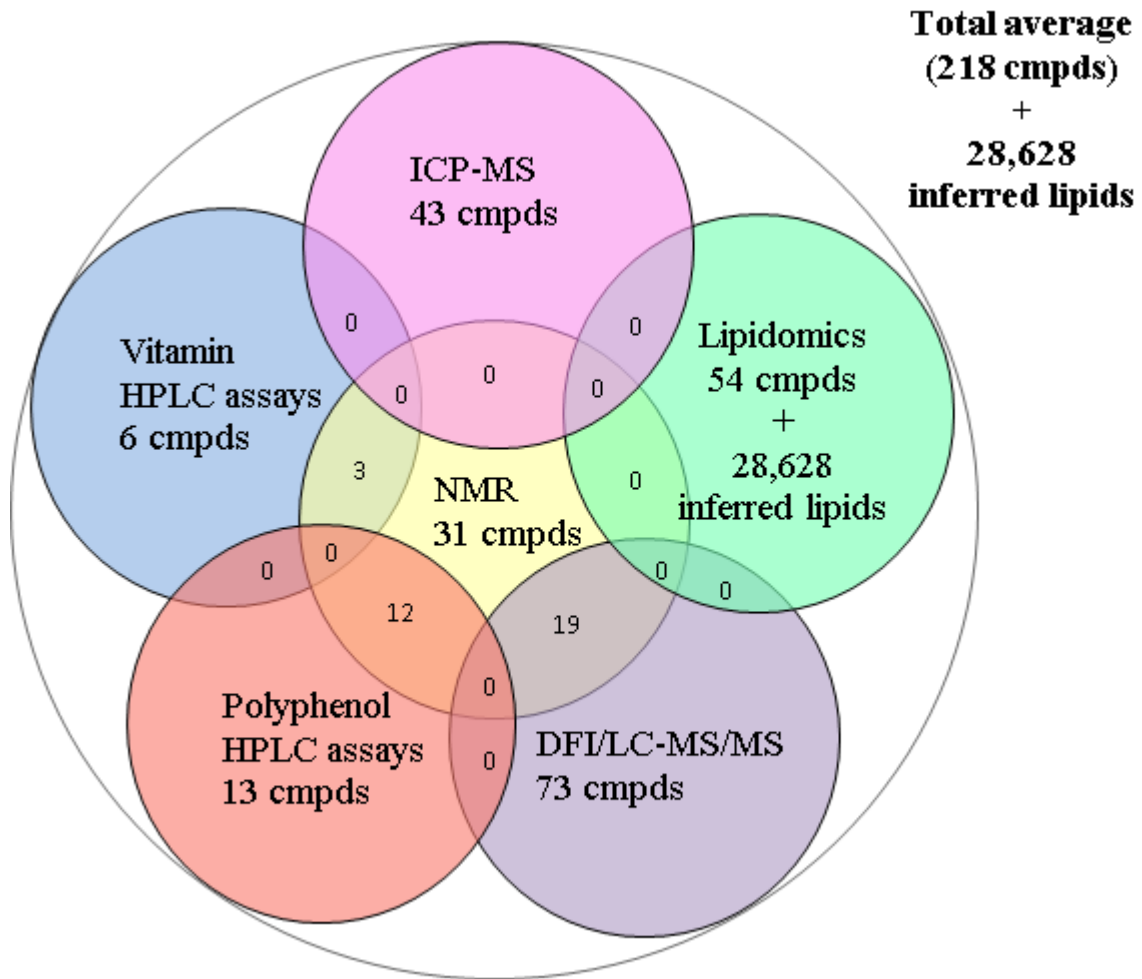 Total average
(218 cmpds)
+
28,628
inferred lipids
ICP-MS
43 cmpds
0
0
Vitamin
HPLC assays
6 cmpds
Lipidomics
54 cmpds
+
28,628
inferred lipids
0
0
0
3
NMR
31 cmpds
0
0
0
0
0
12
19
Polyphenol
HPLC assays
13 cmpds
0
0
DFI/LC-MS/MS
73 cmpds